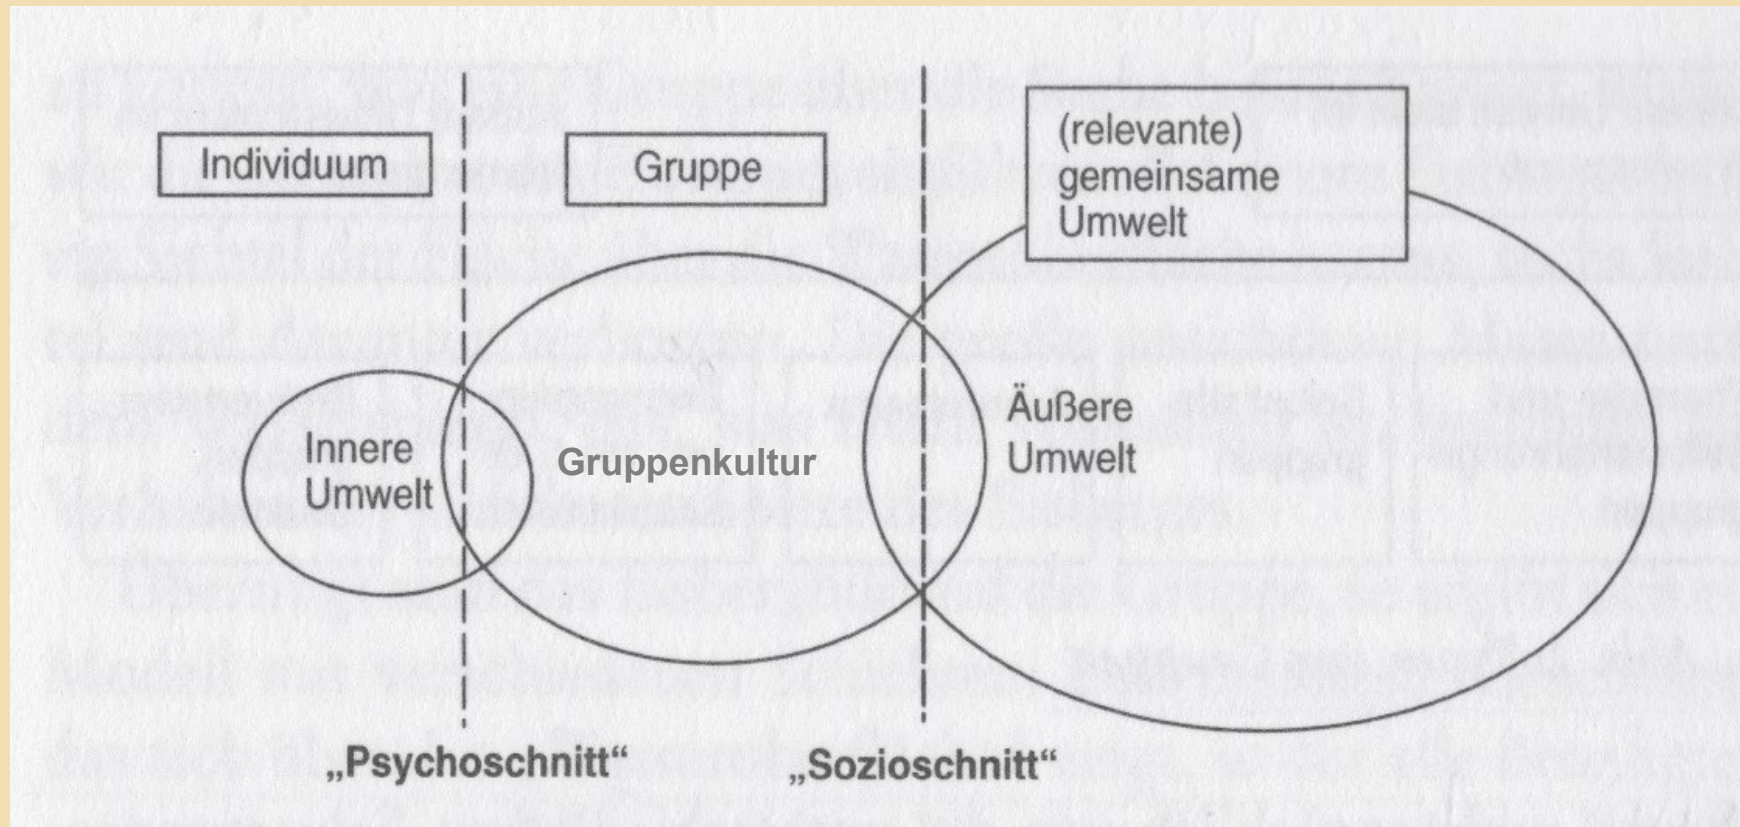 Individuum
Gruppe
(relevante)
gemeinsame
Umwelt
Innere
Umwelt
Gruppenkultur
Äußere
Umwelt
„Psychoschnitt“
„Sozioschnitt“